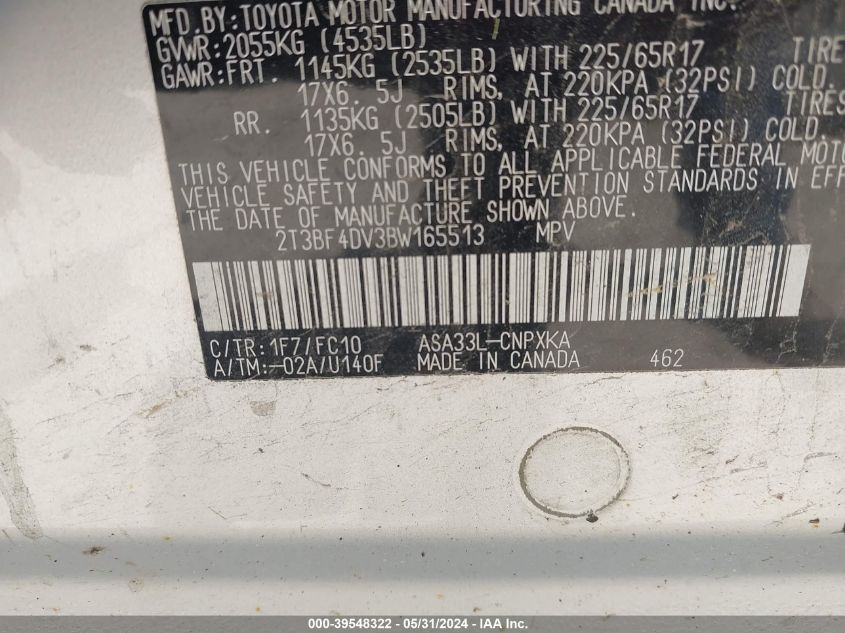 MFD.BY:TOYOTA MOTOR MANUFACTURING CANADA INC.
GVWR:2055KG (4535LB)
GAWR:FRT. 1145KG (2535LB) WITH 225/65R17 TIRE
17X6. 5J RIMS, AT 220KPA (32PSI) COLD.
RR. 1135KG (2505LB) WITH 225/65R17 TIRES
17X6. 5J RIMS, AT 220KPA (32PSI) COLD.
THIS VEHICLE CONFORMS TO ALL APPLICABLE FEDERAL MOTO
VEHICLE SAFETY AND THEFT PREVENTION STANDARDS IN EFF
THE DATE OF MANUFACTURE SHOWN ABOVE.
2T3BF4DV3BW165513 MPV
C/TR:1F7/FC10 ASA33L-CNPXKA
A/TM:-02A/U140F MADE IN CANADA 462
000-39548322 - 05/31/2024 - IAA Inc.